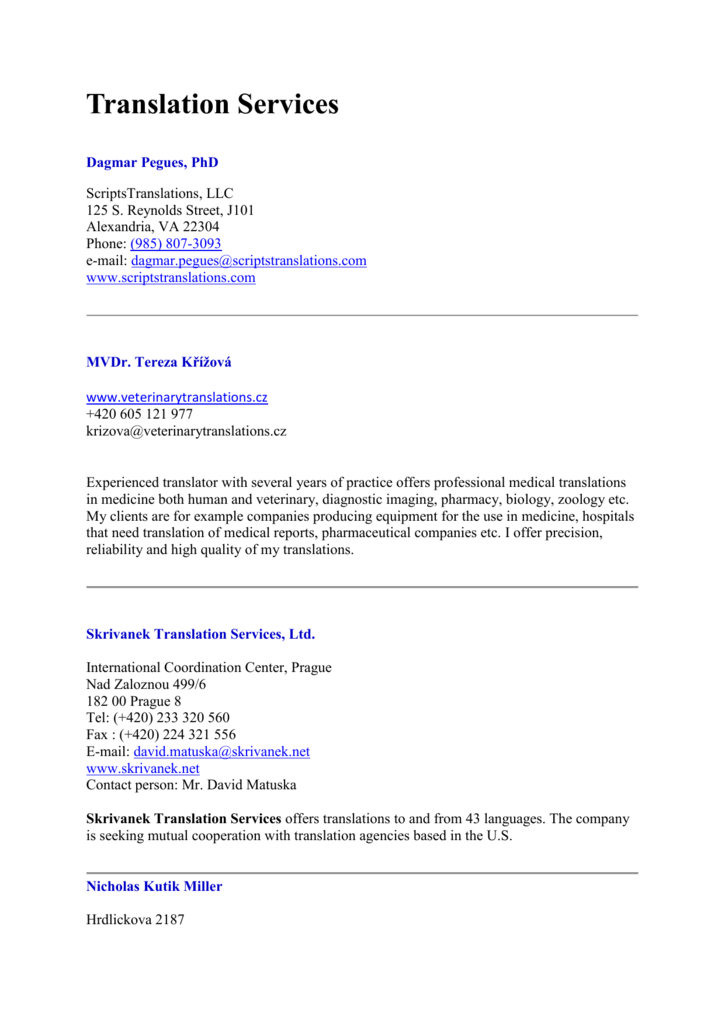 Translation Services
Dagmar Pegues, PhD
ScriptsTranslations, LLC
125 S. Reynolds Street, J101
Alexandria, VA 22304
Phone: (985) 807-3093
e-mail: dagmar.pegues@scriptstranslations.com
www.scriptstranslations.com
MVDr. Tereza Křížová
www.veterinarytranslations.cz
+420 605 121 977
krizova@veterinarytranslations.cz
Experienced translator with several years of practice offers professional medical translations
in medicine both human and veterinary, diagnostic imaging, pharmacy, biology, zoology etc.
My clients are for example companies producing equipment for the use in medicine, hospitals
that need translation of medical reports, pharmaceutical companies etc. I offer precision,
reliability and high quality of my translations.
Skrivanek Translation Services, Ltd.
International Coordination Center, Prague
Nad Zaloznou 499/6
182 00 Prague 8
Tel: (+420) 233 320 560
Fax : (+420) 224 321 556
E-mail: david.matuska@skrivanek.net
www.skrivanek.net
Contact person: Mr. David Matuska
Skrivanek Translation Services offers translations to and from 43 languages. The company
is seeking mutual cooperation with translation agencies based in the U.S.
Nicholas Kutik Miller
Hrdlickova 2187